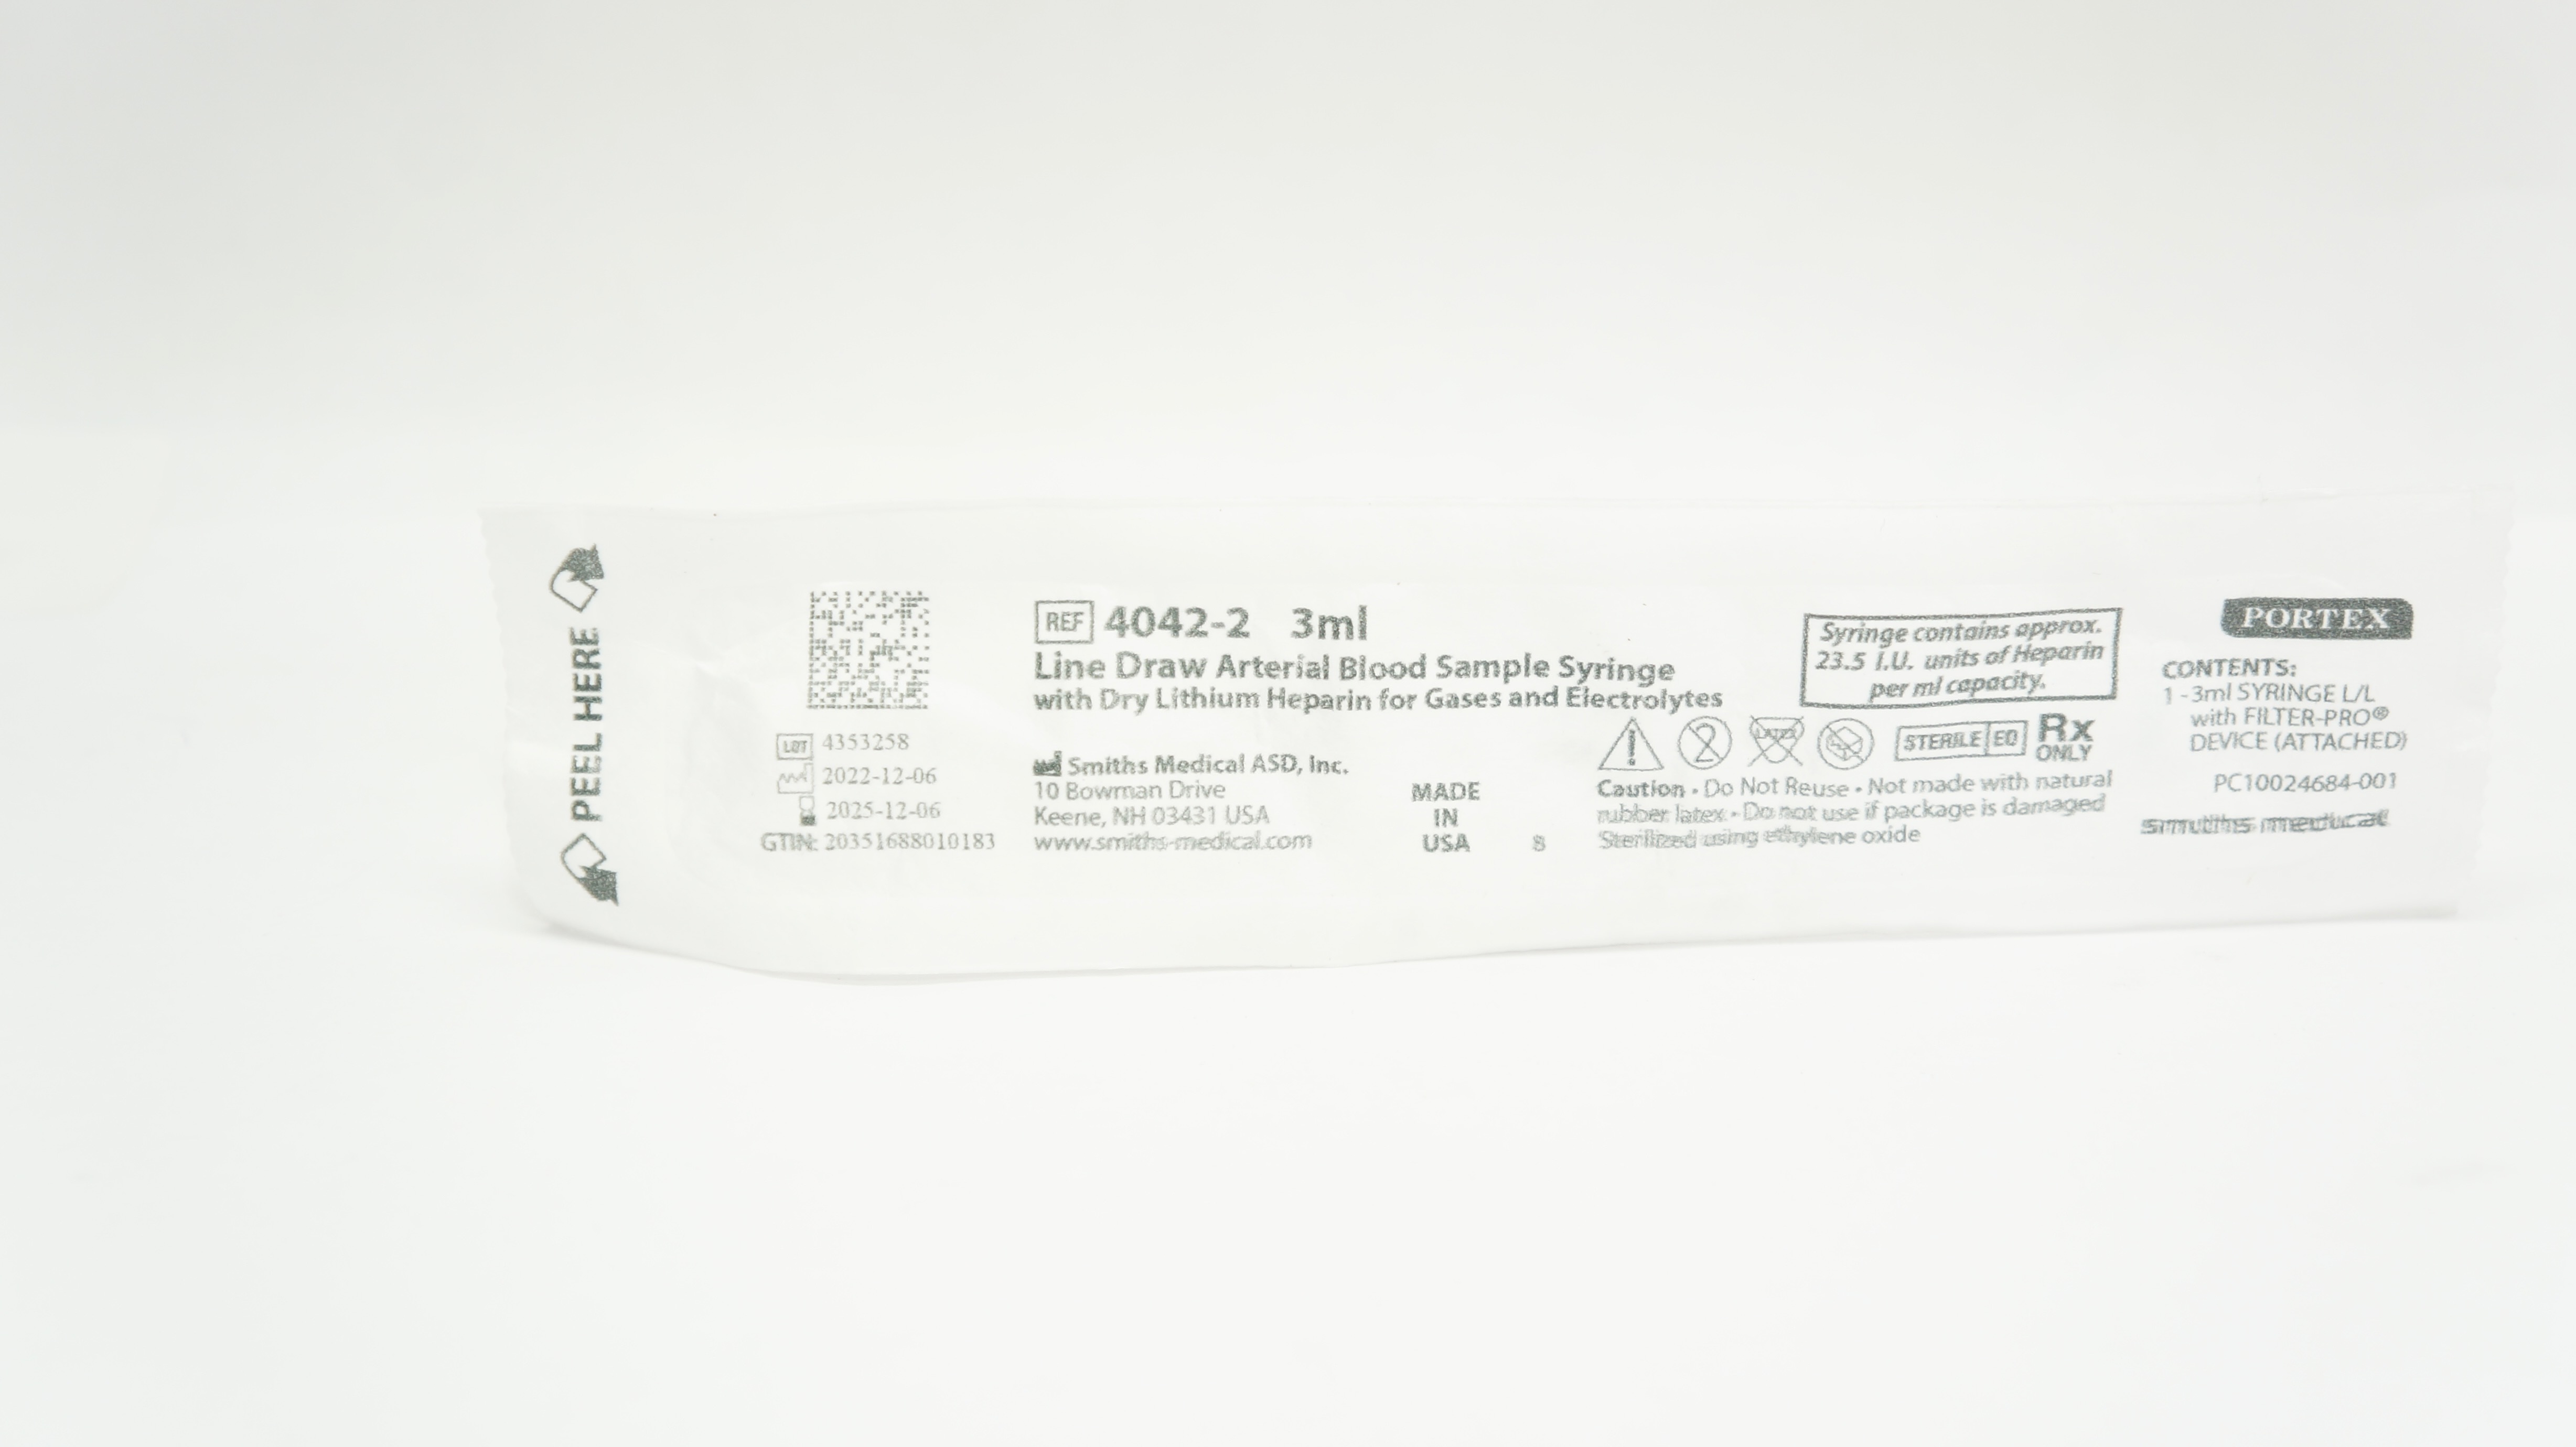 PEEL HERE
LOT 4353258
2022-12-06
2025-12-06
GTIN: 20351688010183
REF 4042-2 3ml
Line Draw Arterial Blood Sample Syringe
with Dry Lithium Heparin for Gases and Electrolytes
Smiths Medical ASD, Inc.
10 Bowman Drive
Keene, NH 03431 USA
www.smiths-medical.com
MADE
IN
USA
8
Syringe contains approx.
23.5 I.U. units of Heparin
per ml capacity.
2 LATEX STERILE EO Rx
ONLY
Caution • Do Not Reuse • Not made with natural
rubber latex • Do not use if package is damaged
Sterilized using ethylene oxide
PORTEX
CONTENTS:
1 -3ml SYRINGE L/L
with FILTER-PRO®
DEVICE (ATTACHED)
PC10024684-001
smiths medical